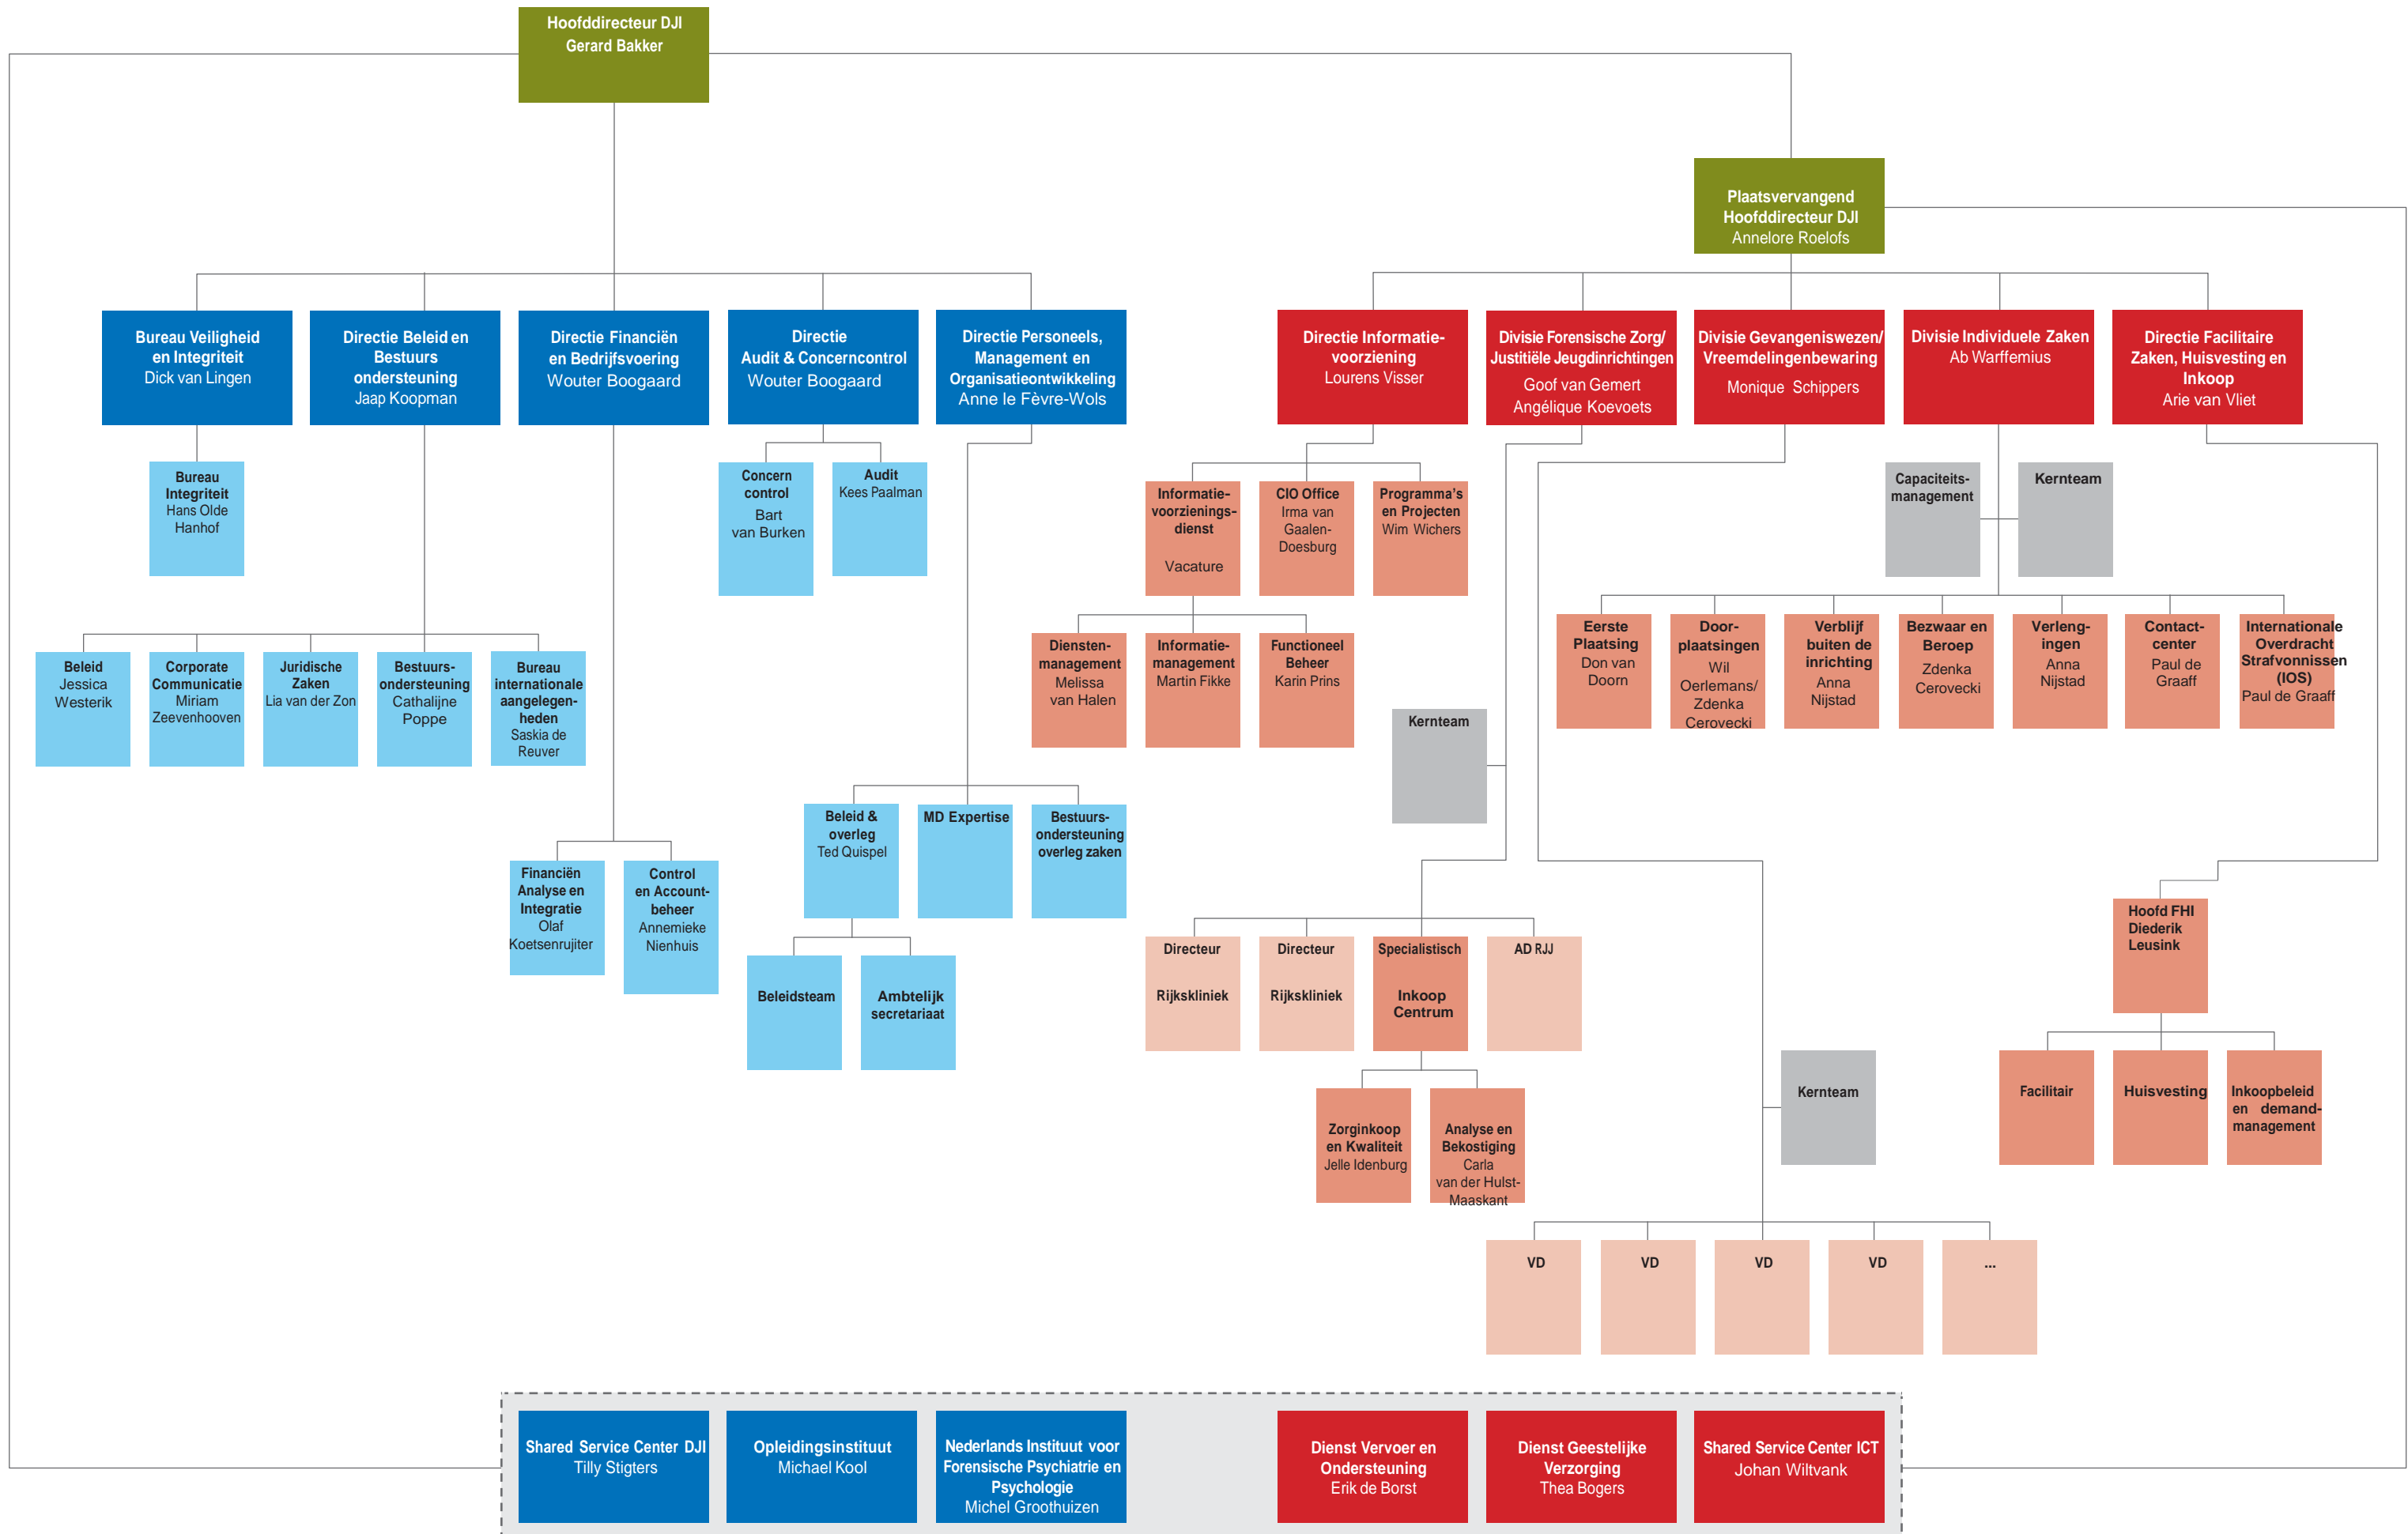 Hoofddirecteur DJI
Gerard Bakker
Plaatsvervangend
Hoofddirecteur DJI
Annelore Roelofs
Bureau Veiligheid
en Integriteit
Dick van Lingen
Directie Beleid en
Bestuurs
ondersteuning
Jaap Koopman
Directie Financiën
en Bedrijfsvoering
Wouter Boogaard
Directie
Audit & Concerncontrol
Wouter Boogaard
Directie Personeels,
Management en
Organisatieontwikkeling
Anne le Fèvre-Wols
Directie Informatie-
voorziening
Lourens Visser
Divisie Forensische Zorg/
Justitiële Jeugdinrichtingen
Goof van Gemert
Angélique Koevoets
Divisie Gevangeniswezen/
Vreemdelingenbewaring
Monique Schippers
Divisie Individuele Zaken
Ab Warffemius
Directie Facilitaire
Zaken, Huisvesting en
Inkoop
Arie van Vliet
Bureau
Integriteit
Hans Olde
Hanhof
Concern
control
Bart
van Burken
Audit
Kees Paalman
Informatie-
voorzienings-
dienst
Vacature
CIO Office
Irma van
Gaalen-
Doesburg
Programma's
en Projecten
Wim Wichers
Capaciteits-
management
Kernteam
Eerste
Plaatsing
Don van
Doorn
Door-
plaatsingen
Wil
Oerlemans/
Zdenka
Cerovecki
Verblijf
buiten de
inrichting
Anna
Nijstad
Bezwaar en
Beroep
Zdenka
Cerovecki
Verleng-
ingen
Anna
Nijstad
Contact-
center
Paul de
Graaff
Internationale
Overdracht
Strafvonnissen
(IOS)
Paul de Graaff
Beleid
Jessica
Westerik
Corporate
Communicatie
Miriam
Zeevenhooven
Juridische
Zaken
Lia van der Zon
Bestuurs-
ondersteuning
Cathalijne
Poppe
Bureau
internationale
aangelegen-
heden
Saskia de
Reuver
Diensten-
management
Melissa
van Halen
Informatie-
management
Martin Fikke
Functioneel
Beheer
Karin Prins
Kernteam
Beleid &
overleg
Ted Quispel
MD Expertise
Bestuurs-
ondersteuning
overleg zaken
Financiën
Analyse en
Integratie
Olaf
Koetsenrujiter
Control
en Account-
beheer
Annemieke
Nienhuis
Beleidsteam
Ambtelijk
secretariaat
Directeur
Rijkskliniek
Directeur
Rijkskliniek
Specialistisch
Inkoop
Centrum
AD RJJ
Hoofd FHI
Diederik
Leusink
Zorginkoop
en Kwaliteit
Jelle Idenburg
Analyse en
Bekostiging
Carla
van der Hulst-
Maaskant
Kernteam
Facilitair
Huisvesting
Inkoopbeleid
en demand-
management
VD
VD
VD
VD
...
Shared Service Center DJI
Tilly Stigters
Opleidingsinstituut
Michael Kool
Nederlands Instituut voor
Forensische Psychiatrie en
Psychologie
Michel Groothuizen
Dienst Vervoer en
Ondersteuning
Erik de Borst
Dienst Geestelijke
Verzorging
Thea Bogers
Shared Service Center ICT
Johan Wiltvank